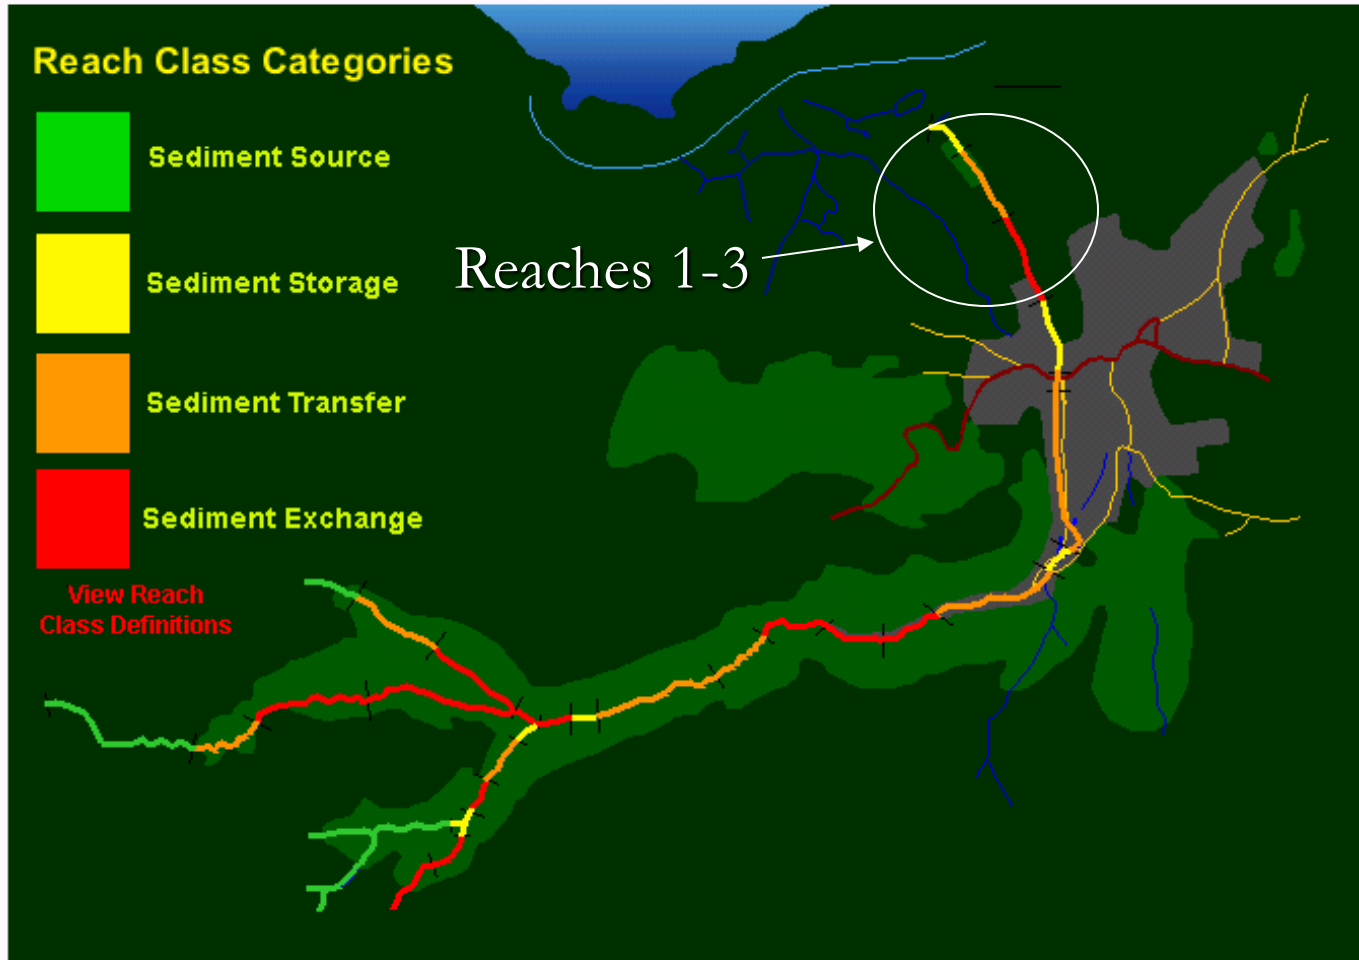 Reach Class Categories
Sediment Source
Sediment Storage
Sediment Transfer
Sediment Exchange
View Reach
Class Definitions
Reaches 1-3